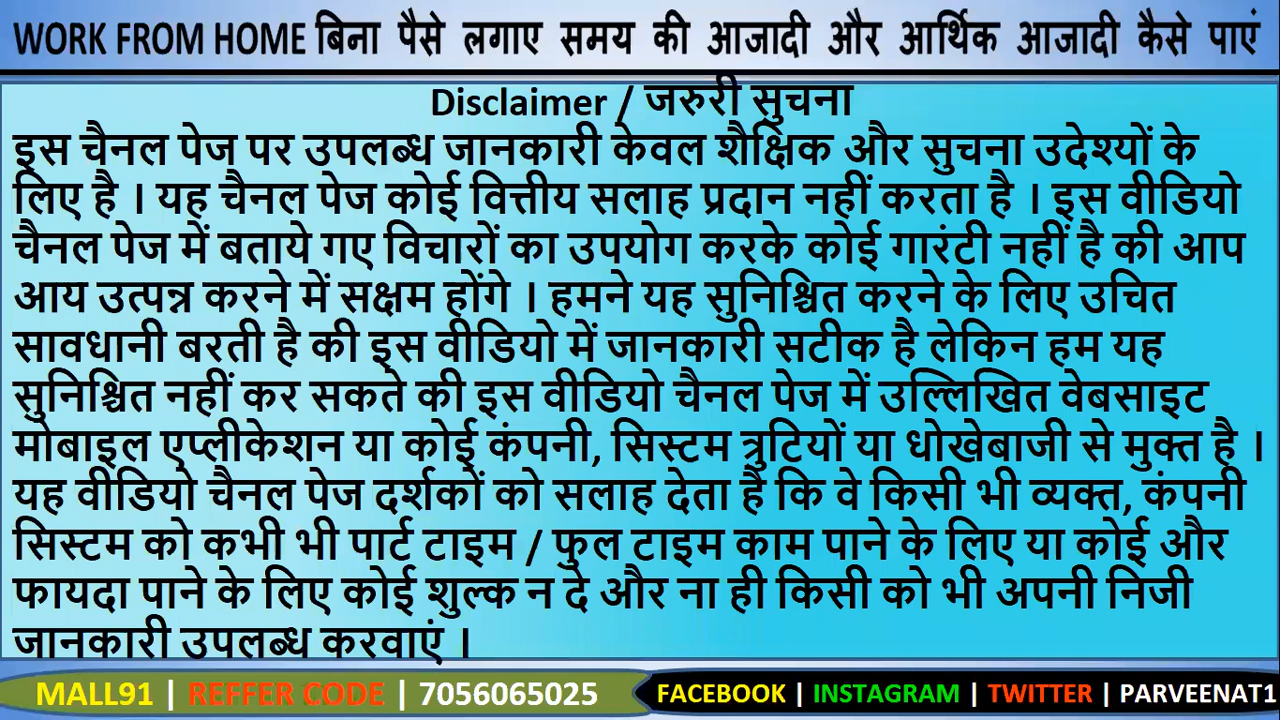 WORK FROM HOME बिना पैसे लगाए समय की आजादी और आर्थिक आजादी कैसे पाएं
Disclaimer / जरुरी सुचना
इस चैनल पेज पर उपलब्ध जानकारी केवल शैक्षिक और सुचना उदेश्यों के
लिए है । यह चैनल पेज कोई वित्तीय सलाह प्रदान नहीं करता है । इस वीडियो
चैनल पेज में बताये गए विचारों का उपयोग करके कोई गारंटी नहीं है की आप
आय उत्पन्न करने में सक्षम होंगे । हमने यह सुनिश्चित करने के लिए उचित
सावधानी बरती है की इस वीडियो में जानकारी सटीक है लेकिन हम यह
सुनिश्चित नहीं कर सकते की इस वीडियो चैनल पेज में उल्लिखित वेबसाइट
मोबाइल एप्लीकेशन या कोई कंपनी, सिस्टम त्रुटियों या धोखेबाजी से मुक्त है ।
यह वीडियो चैनल पेज दर्शकों को सलाह देता है कि वे किसी भी व्यक्त, कंपनी
सिस्टम को कभी भी पार्ट टाइम / फुल टाइम काम पाने के लिए या कोई और
फायदा पाने के लिए कोई शुल्क न दे और ना ही किसी को भी अपनी निजी
जानकारी उपलब्ध करवाएं ।
MALL91 | REFFER CODE | 7056065025 FACEBOOK | INSTAGRAM | TWITTER | PARVEENAT1